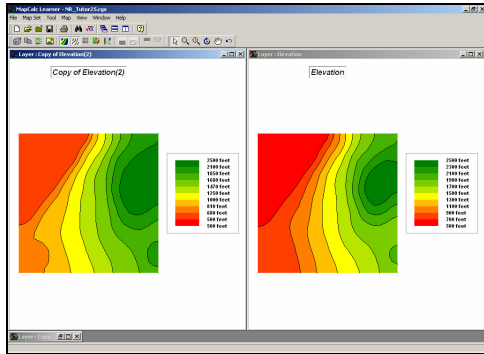 MapCalc Learner - NR_Tutor25.rgs
File Map Set Tool Map View Window Help
Layer : Copy of Elevation(2)
Copy of Elevation(2)
2500 feet
2100 feet
1850 feet
1680 feet
1470 feet
1250 feet
1000 feet
810 feet
680 feet
500 feet
500 feet
Layer : Elevation
Elevation
2500 feet
2300 feet
2100 feet
1900 feet
1700 feet
1500 feet
1300 feet
1100 feet
900 feet
700 feet
500 feet
Layer : Copy